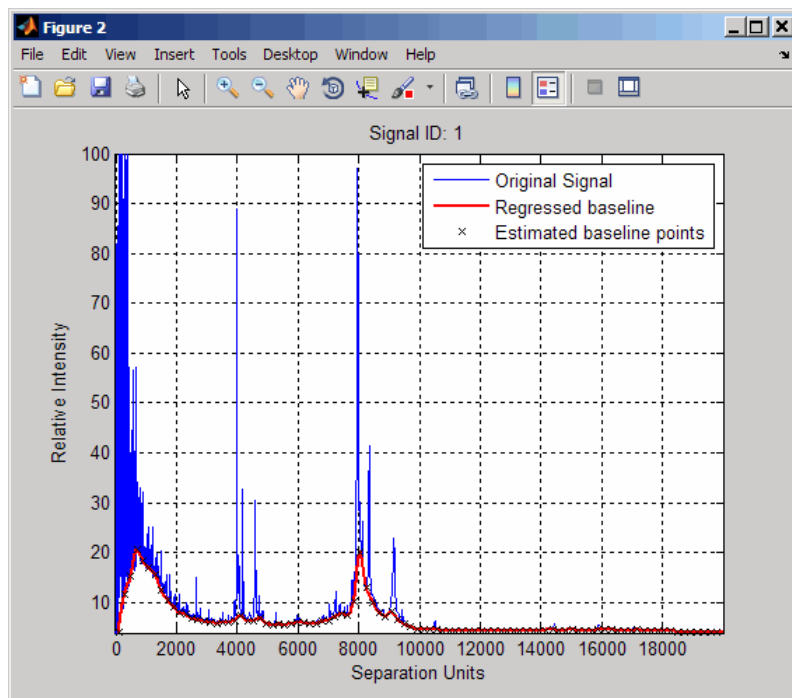 Figure 2
File Edit View Insert Tools Desktop Window Help
Signal ID: 1
Original Signal
Regressed baseline
Estimated baseline points
Relative Intensity
100
90
80
70
60
50
40
30
20
10
0 2000 4000 6000 8000 10000 12000 14000 16000 18000
Separation Units